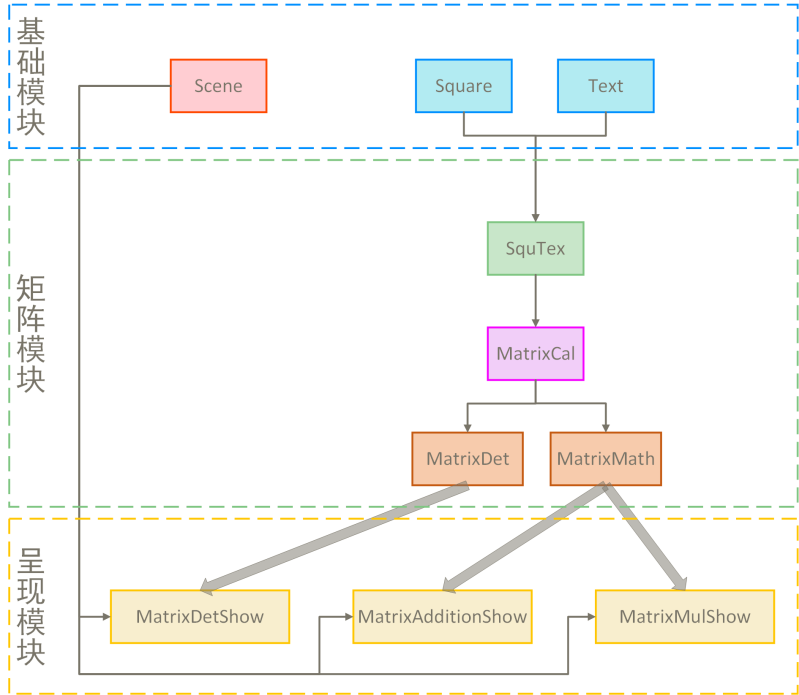 基础模块
Scene
Square
Text
矩阵模块
SquTex
MatrixCal
MatrixDet
MatrixMath
呈现模块
MatrixDetShow
MatrixAdditionShow
MatrixMulShow